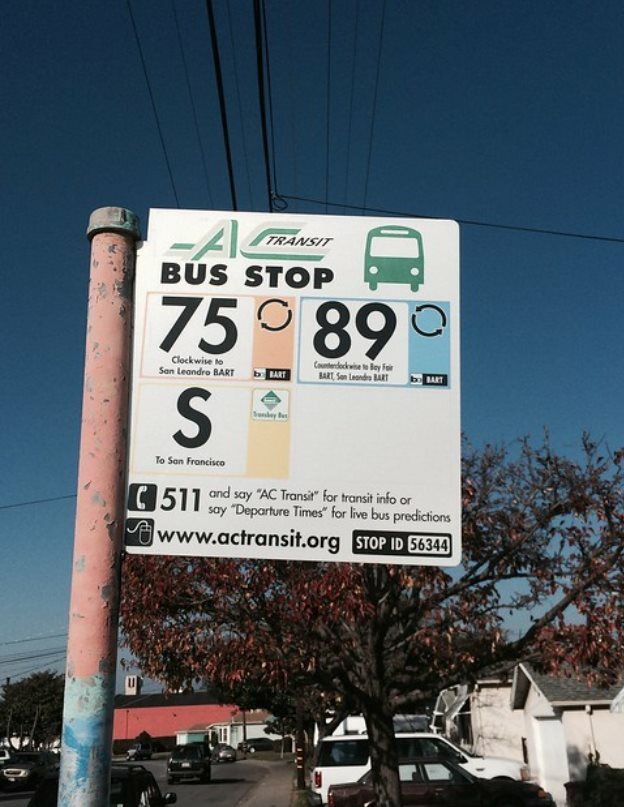 AC TRANSIT
BUS STOP
75
Clockwise to
San Leandro BART
ba BART
89
Counterclockwise to Bay Fair
BART, San Leandro BART
ba BART
S
To San Francisco
Transbay Bus
511 and say "AC Transit" for transit info or
say "Departure Times" for live bus predictions
www.actransit.org
STOP ID 56344